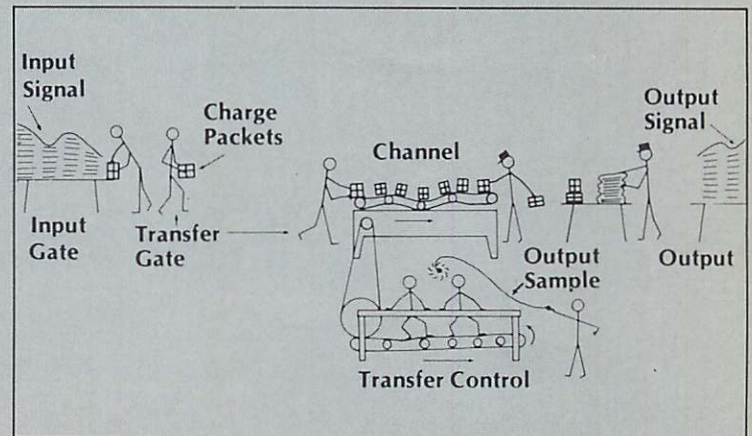 Input
Signal
Charge
Packets
Channel
Output
Signal
Input
Gate
Transfer
Gate
Output
Sample
Output
Transfer Control